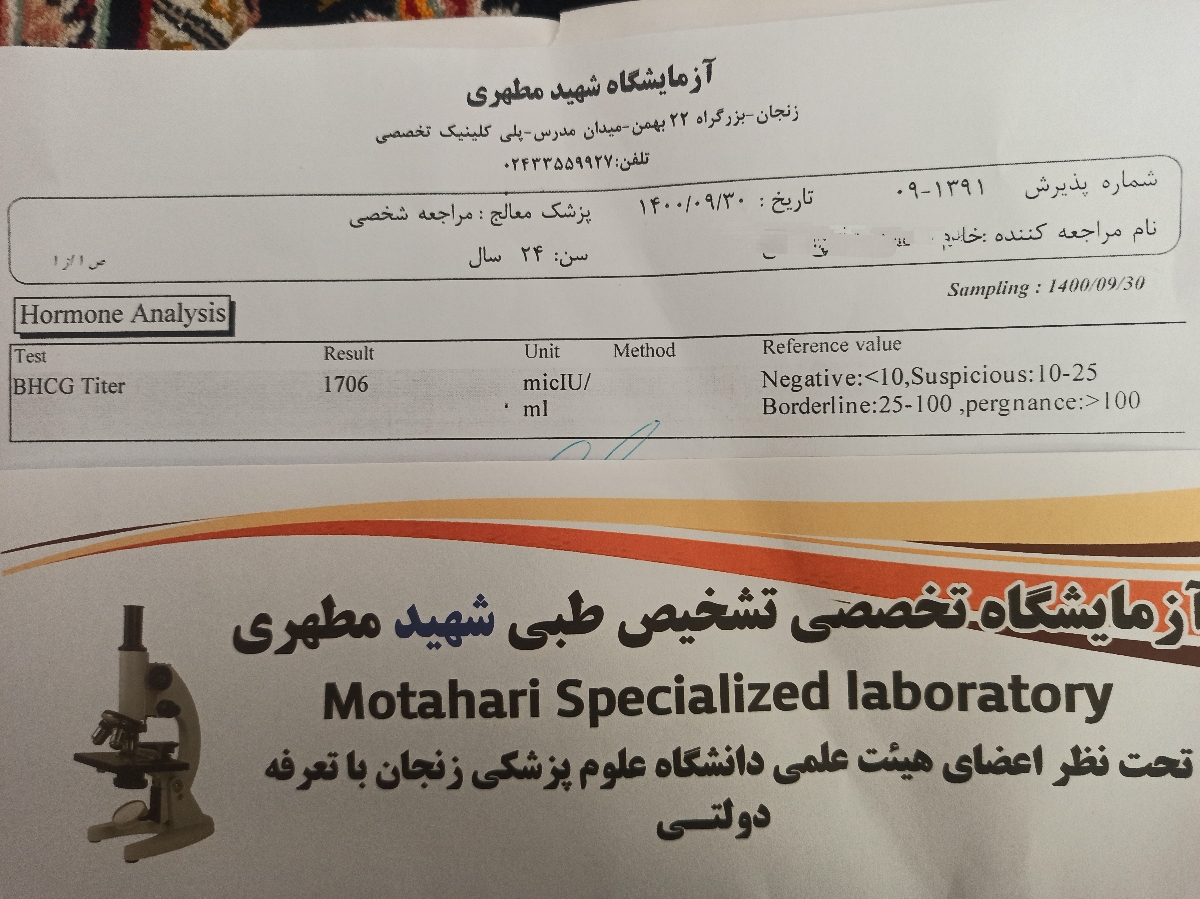 آزمایشگاه شهید مطهری
زنجان-بزرگراه ۲۲ بهمن-میدان مدرس-پلی کلینیک تخصصی
تلفن:۰۲۴۳۳۵۵۹۹۲۷
شماره پذیرش ۰۹-۱۳۹۱ تاریخ : ۱۴۰۰/۰۹/۳۰ پزشک معالج : مراجعه شخصی
نام مراجعه کننده :خانم سن: ۲۴ سال ص ۱ از ۱
Sampling : 1400/09/30
Hormone Analysis
Test Result Unit Method Reference value
BHCG Titer 1706 micIU/ Negative:<10,Suspicious:10-25
ml Borderline:25-100 ,pergnance:>100
آزمایشگاه تخصصی تشخیص طبی شهید مطهری
Motahari Specialized laboratory
تحت نظر اعضای هیئت علمی دانشگاه علوم پزشکی زنجان با تعرفه
دولتـــی